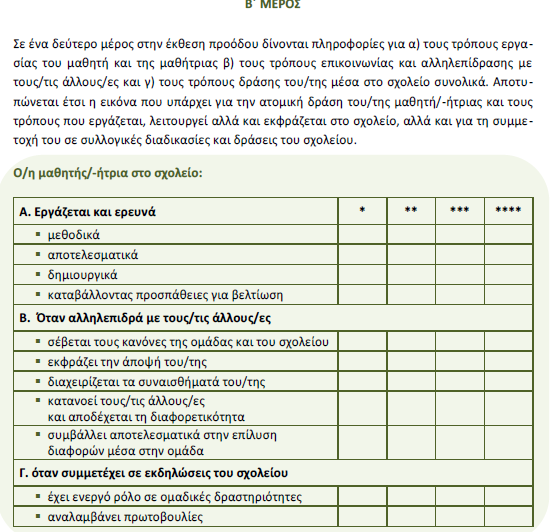 Β΄ ΜΕΡΟΣ
Σε ένα δεύτερο μέρος στην έκθεση προόδου δίνονται πληροφορίες για α) τους τρόπους εργα-
σίας του μαθητή και της μαθήτριας β) τους τρόπους επικοινωνίας και αλληλεπίδρασης με
τους/τις άλλους/ες και γ) τους τρόπους δράσης του/της μέσα στο σχολείο συνολικά. Αποτυ-
πώνεται έτσι η εικόνα που υπάρχει για την ατομική δράση του/της μαθητή/-ήτριας και τους
τρόπους που εργάζεται, λειτουργεί αλλά και εκφράζεται στο σχολείο, αλλά και για τη συμμε-
τοχή του σε συλλογικές διαδικασίες και δράσεις του σχολείου.
Ο/η μαθητής/-ήτρια στο σχολείο:
Α. Εργάζεται και ερευνά * ** *** ****
▪ μεθοδικά
▪ αποτελεσματικά
▪ δημιουργικά
▪ καταβάλλοντας προσπάθειες για βελτίωση
Β. Όταν αλληλεπιδρά με τους/τις άλλους/ες
▪ σέβεται τους κανόνες της ομάδας και του σχολείου
▪ εκφράζει την άποψή του/της
▪ διαχειρίζεται τα συναισθήματά του/της
▪ κατανοεί τους/τις άλλους/ες
και αποδέχεται τη διαφορετικότητα
▪ συμβάλλει αποτελεσματικά στην επίλυση
διαφορών μέσα στην ομάδα
Γ. όταν συμμετέχει σε εκδηλώσεις του σχολείου
▪ έχει ενεργό ρόλο σε ομαδικές δραστηριότητες
▪ αναλαμβάνει πρωτοβουλίες